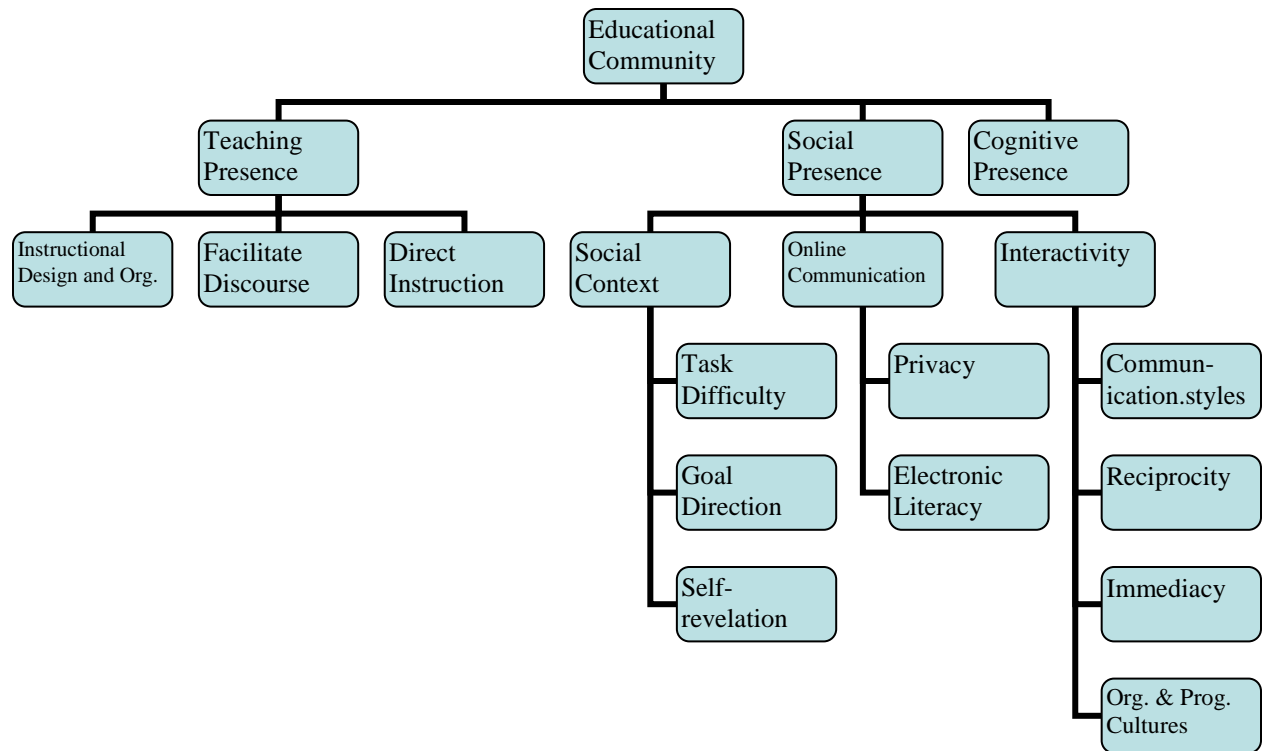 Educational
Community
Teaching
Presence
Social
Presence
Cognitive
Presence
Instructional
Design and Org.
Facilitate
Discourse
Direct
Instruction
Social
Context
Online
Communication
Interactivity
Task
Difficulty
Privacy
Commun-
ication.styles
Goal
Direction
Electronic
Literacy
Reciprocity
Self-
revelation
Immediacy
Org. & Prog.
Cultures